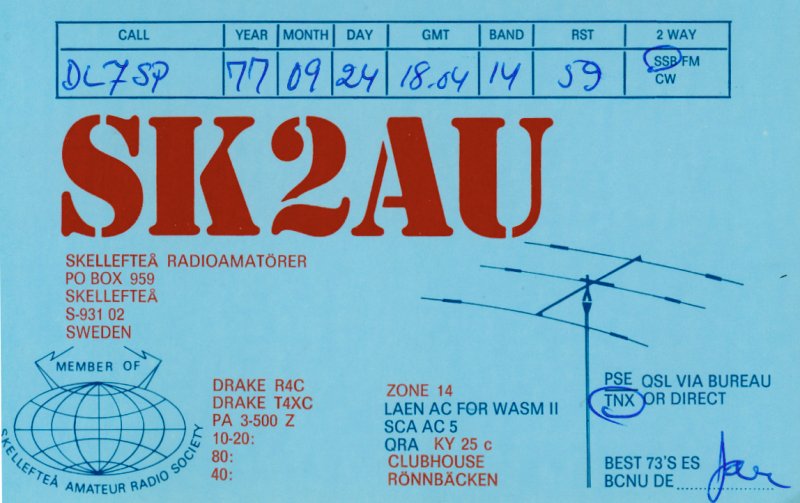 CALL YEAR MONTH DAY GMT BAND RST 2 WAY
DL7SP 77 09 24 18.04 14 59 SSB FM
CW
SK2AU
SKELLEFTEÅ RADIOAMATÖRER
PO BOX 959
SKELLEFTEÅ
S-931 02
SWEDEN
MEMBER OF
SKELLEFTEÅ AMATEUR RADIO SOCIETY
DRAKE R4C
DRAKE T4XC
PA 3-500 Z
10-20:
80:
40:
ZONE 14
LAEN AC FOR WASM II
SCA AC 5
QRA KY 25 c
CLUBHOUSE
RÖNNBÄCKEN
PSE QSL VIA BUREAU
TNX OR DIRECT
BEST 73'S ES
BCNU DE